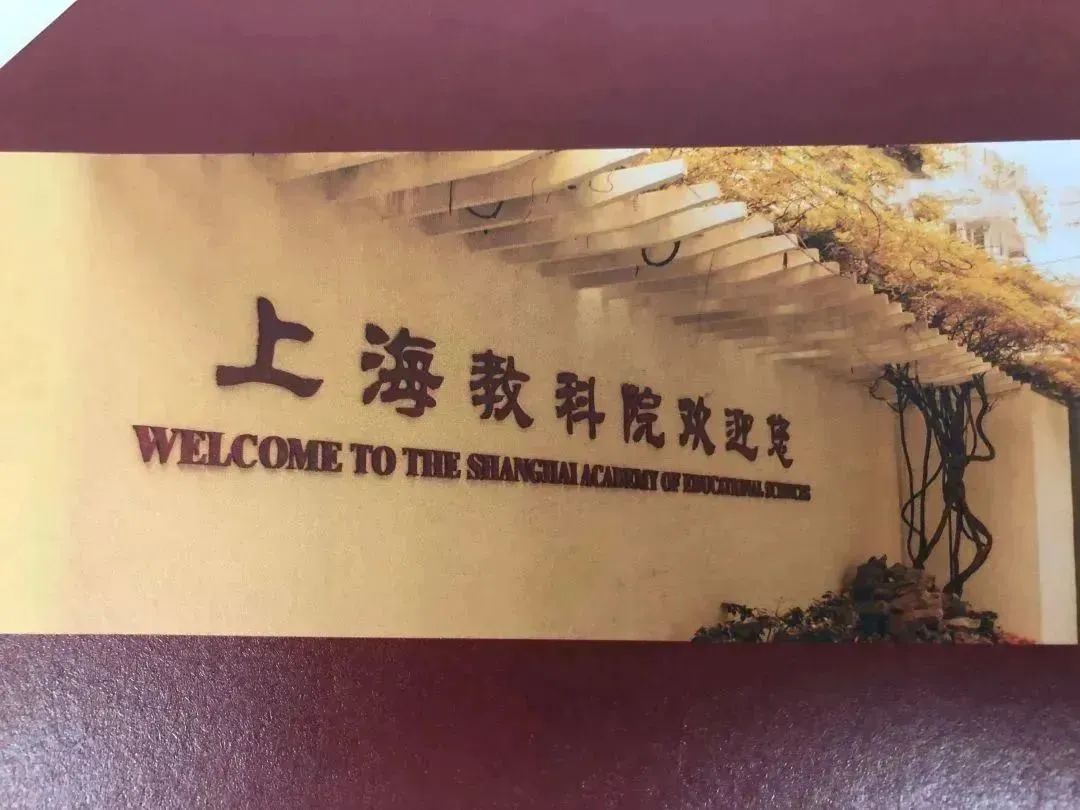 上海教科院欢迎您
WELCOME TO THE SHANGHAI ACADEMY OF EDUCATIONAL SCIENCES